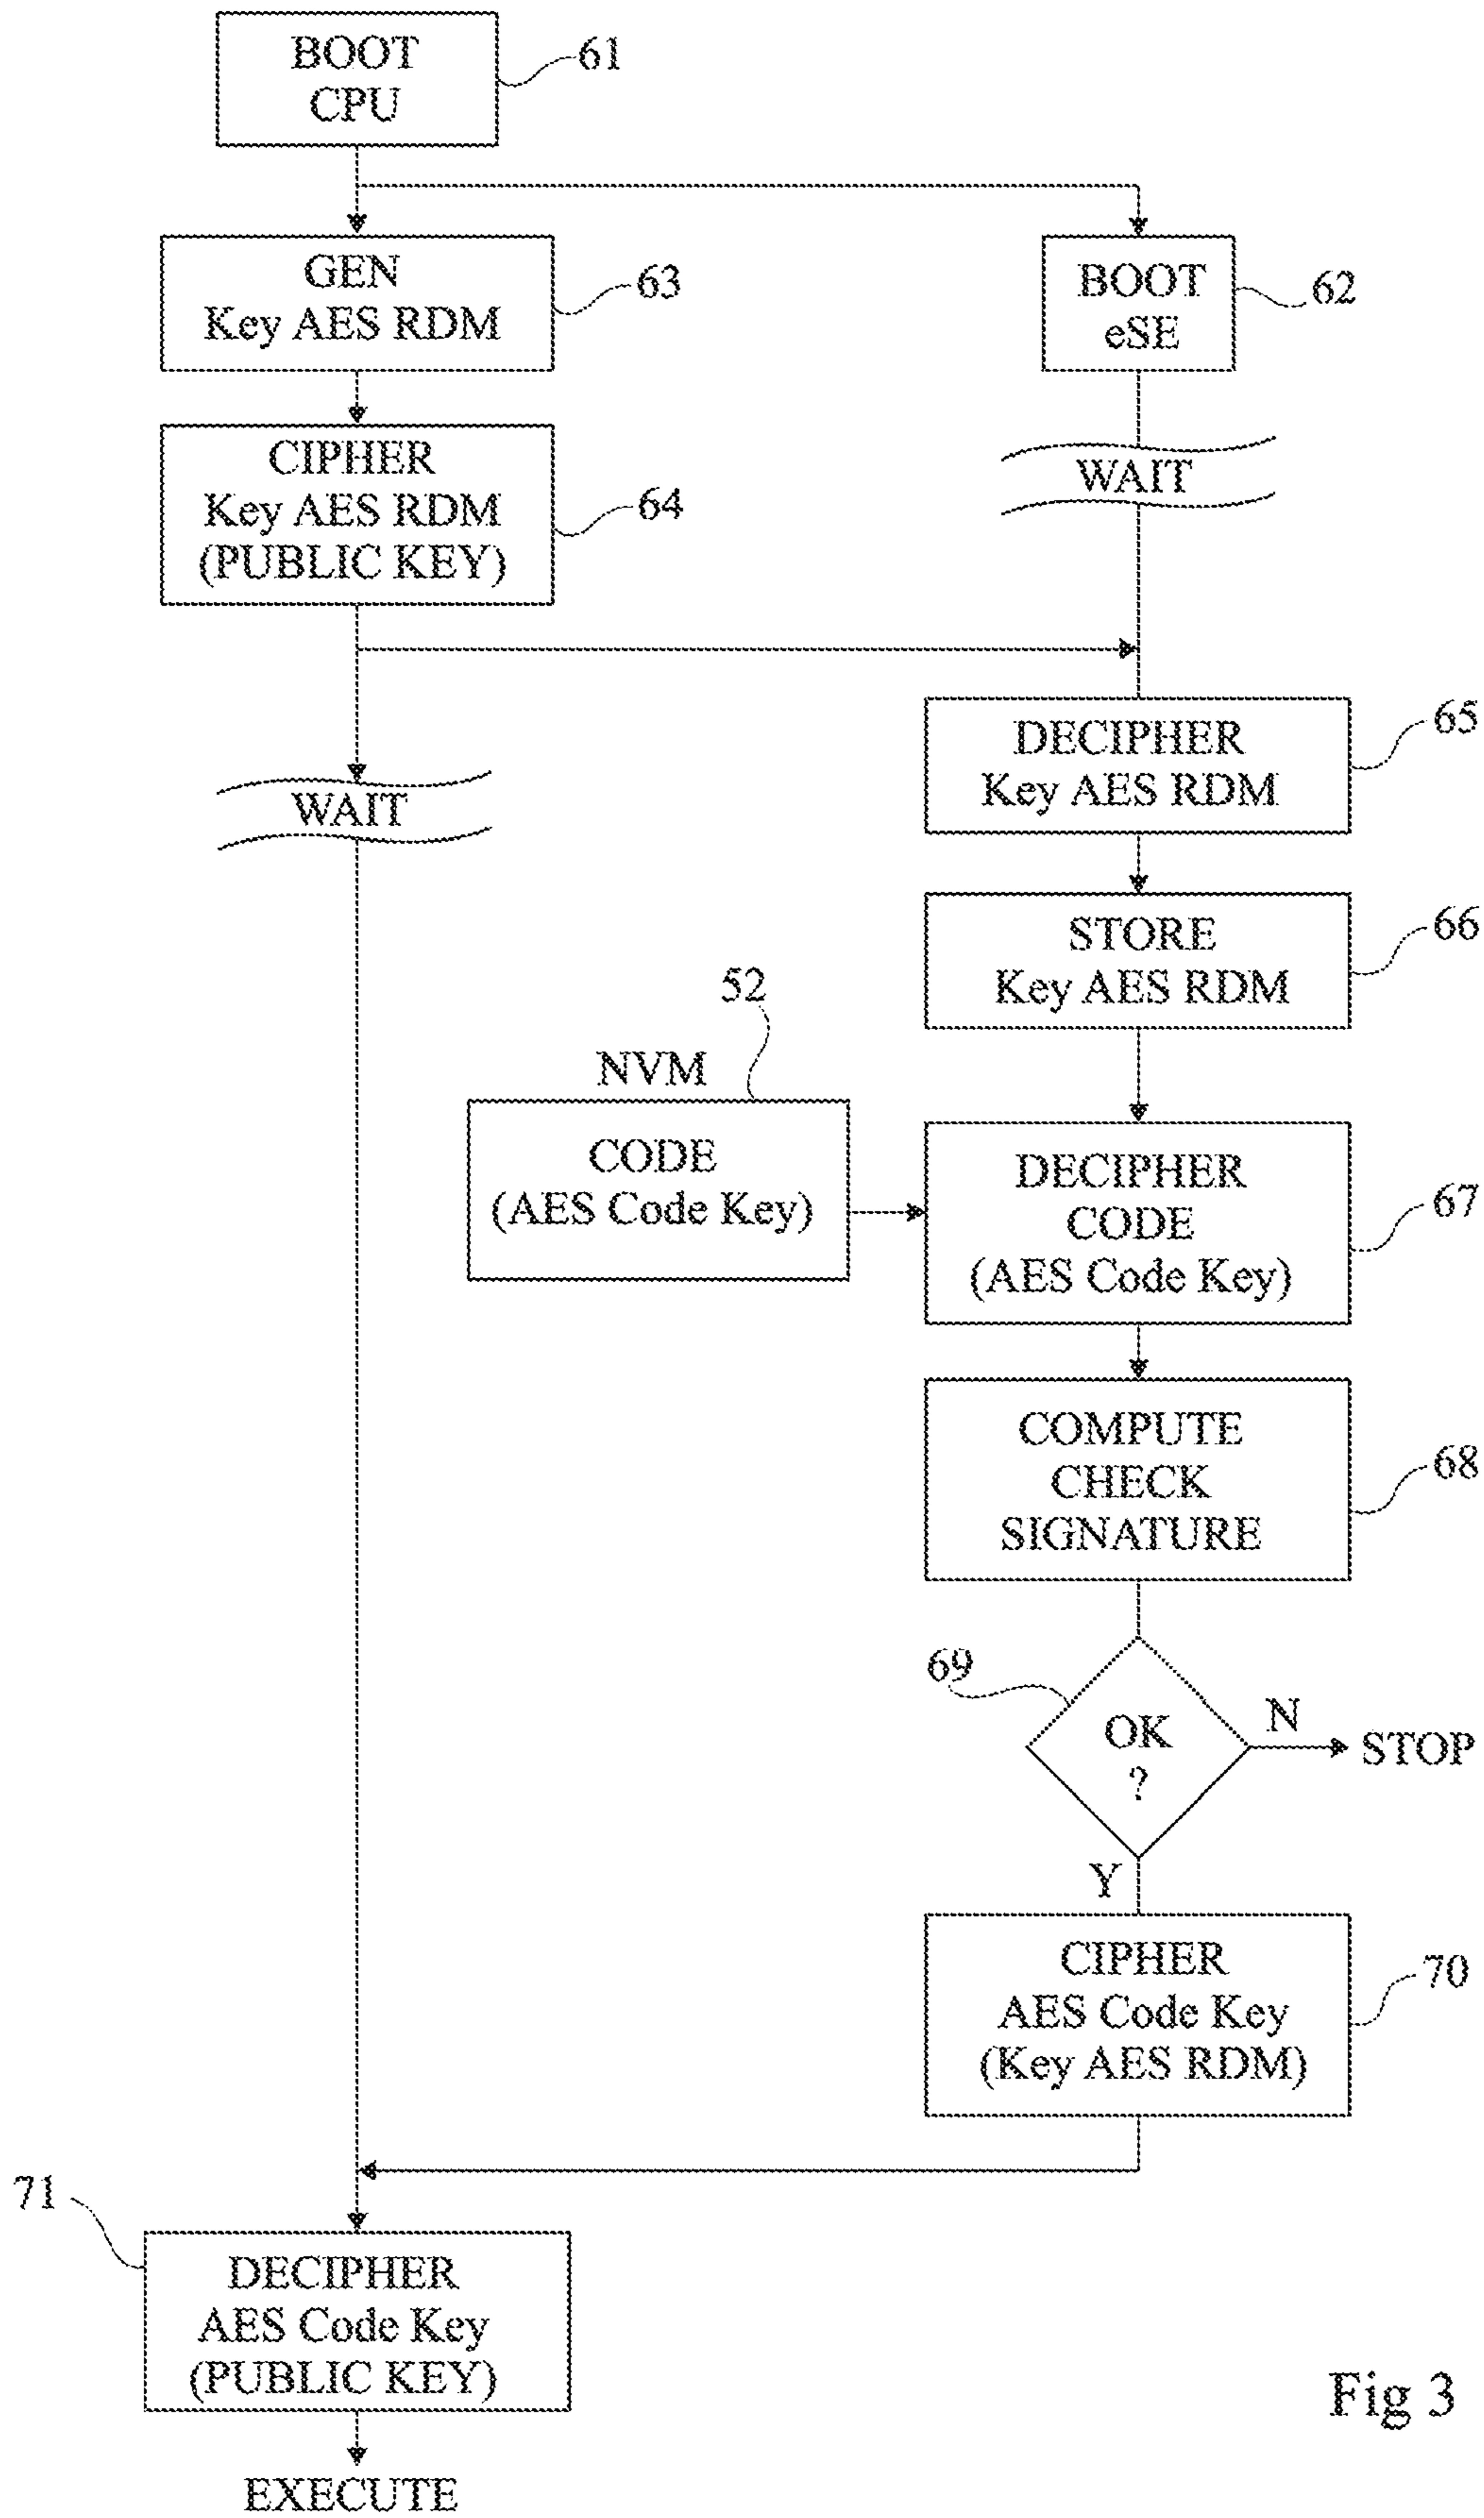 BOOT
CPU
61
GEN
Key AES RDM
63
BOOT
eSE
62
CIPHER
Key AES RDM
(PUBLIC KEY)
64
WAIT
DECIPHER
Key AES RDM
65
WAIT
STORE
Key AES RDM
66
52
NVM
CODE
(AES Code Key)
DECIPHER
CODE
(AES Code Key)
67
COMPUTE
CHECK
SIGNATURE
68
69
OK
?
N
STOP
Y
CIPHER
AES Code Key
(Key AES RDM)
70
71
DECIPHER
AES Code Key
(PUBLIC KEY)
EXECUTE
Fig 3